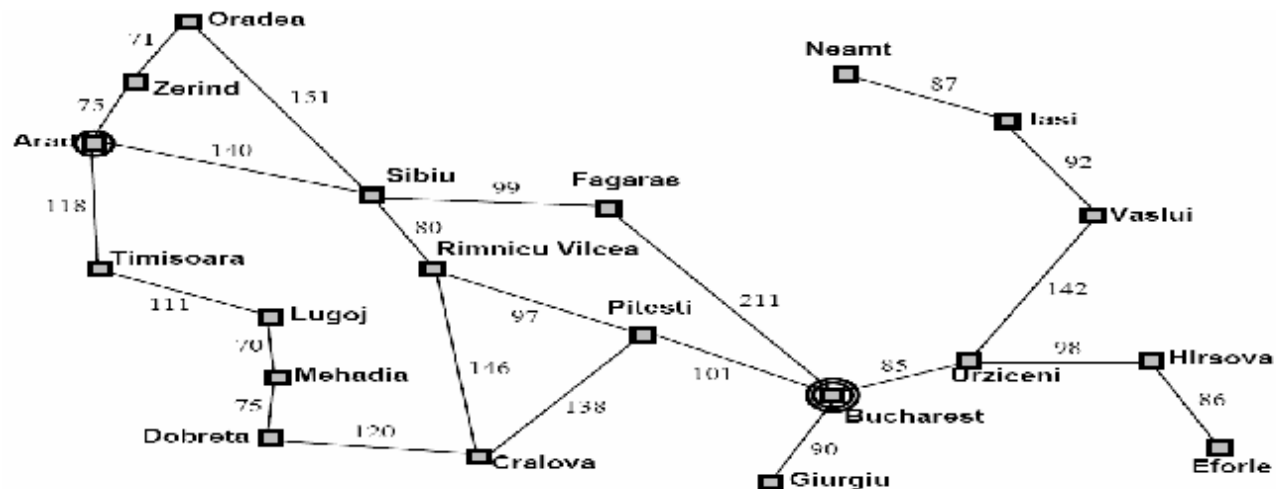 Oradea
Neamt
71
87
Zerind
75
151
Iasi
Arad
140
92
Sibiu
99
Fagaras
118
80
Vaslui
Timisoara
Rimnicu Vilcea
111
Lugoj
97
Pitesti
211
142
70
Mehadia
146
101
85
98
Hirsova
Urziceni
75
138
Bucharest
86
Dobreta
120
Craiova
90
Giurgiu
Eforie